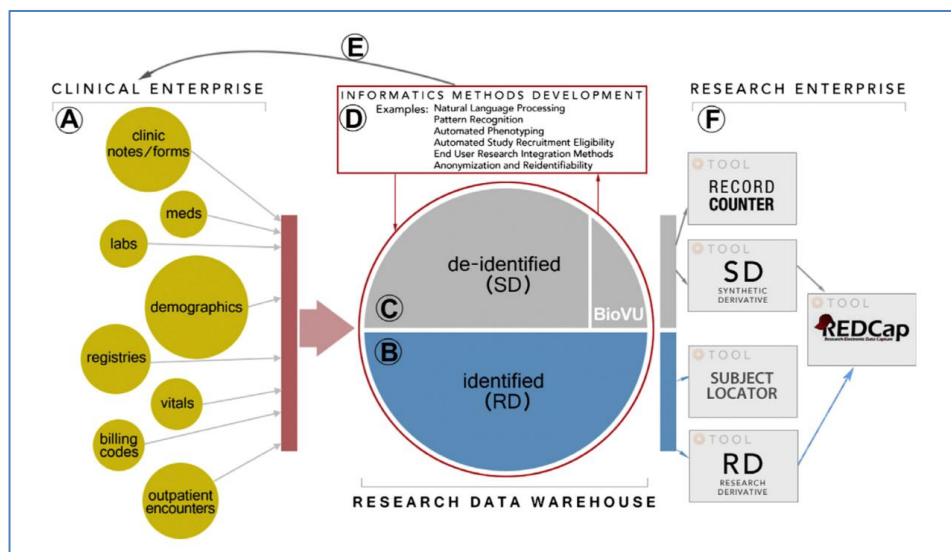 E
CLINICAL ENTERPRISE
A
clinic
notes/forms
meds
labs
demographics
registries
vitals
billing
codes
outpatient
encounters
INFORMATICS METHODS DEVELOPMENT
D
Examples: Natural Language Processing
Pattern Recognition
Automated Phenotyping
Automated Study Recruitment Eligibility
End User Research Integration Methods
Anonymization and Reidentifiability
de-identified
(SD)
C
BioVU
B
identified
(RD)
RESEARCH DATA WAREHOUSE
RESEARCH ENTERPRISE
F
TOOL
RECORD
COUNTER
TOOL
SD
SYNTHETIC
DERIVATIVE
TOOL
REDCap
Research Electronic Data Capture
TOOL
SUBJECT
LOCATOR
TOOL
RD
RESEARCH
DERIVATIVE